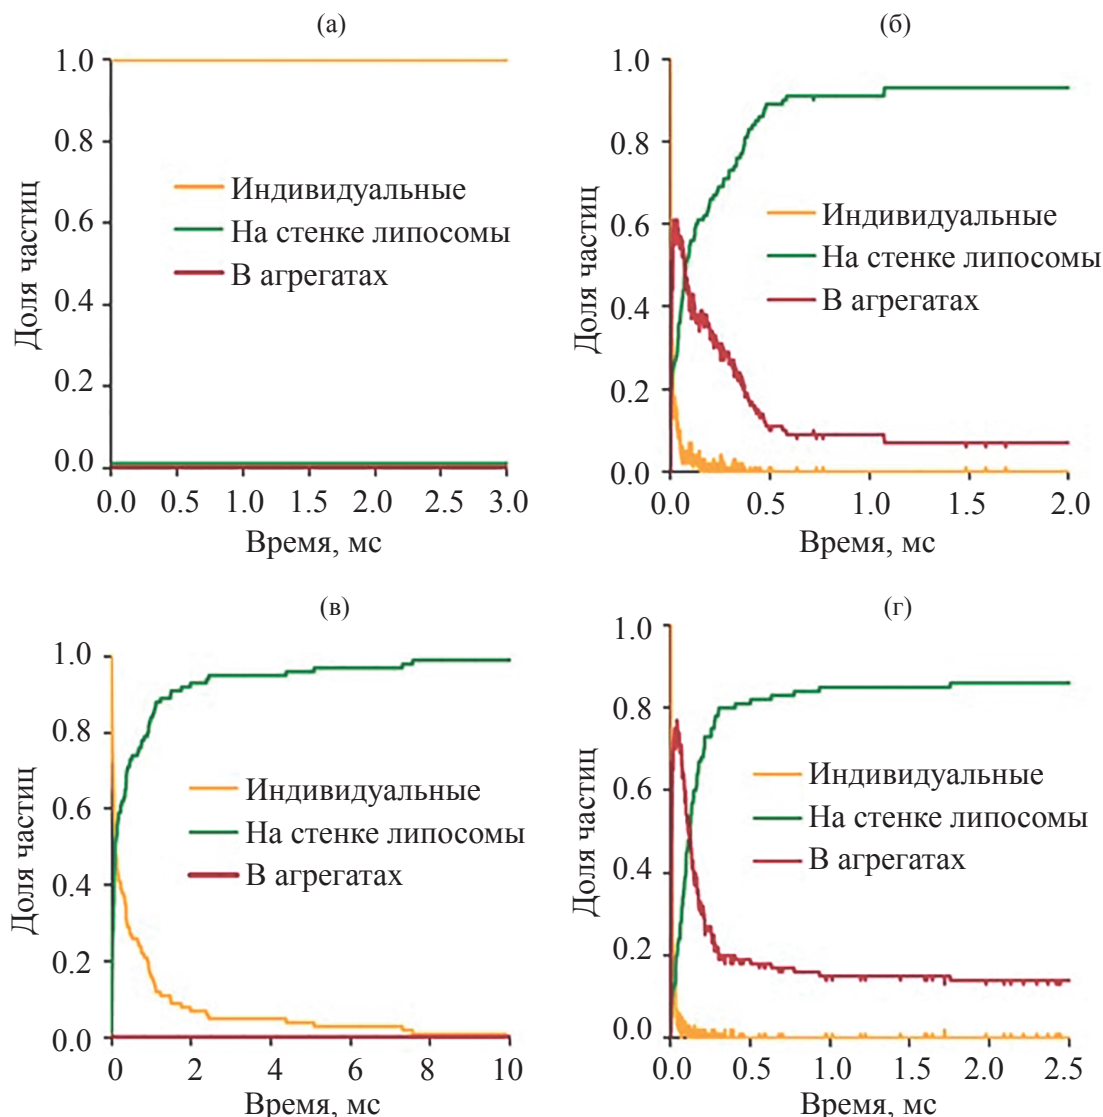 (а)
1.0
0.8
0.6
0.4
0.2
0.0
Доля частиц
Индивидуальные
На стенке липосомы
В агрегатах
0.0 0.5 1.0 1.5 2.0 2.5 3.0
Время, мс
(б)
1.0
0.8
0.6
0.4
0.2
0.0
Доля частиц
Индивидуальные
На стенке липосомы
В агрегатах
0.0 0.5 1.0 1.5 2.0
Время, мс
(в)
1.0
0.8
0.6
0.4
0.2
0.0
Доля частиц
Индивидуальные
На стенке липосомы
В агрегатах
0 2 4 6 8 10
Время, мс
(г)
1.0
0.8
0.6
0.4
0.2
0.0
Доля частиц
Индивидуальные
На стенке липосомы
В агрегатах
0.0 0.5 1.0 1.5 2.0 2.5
Время, мс